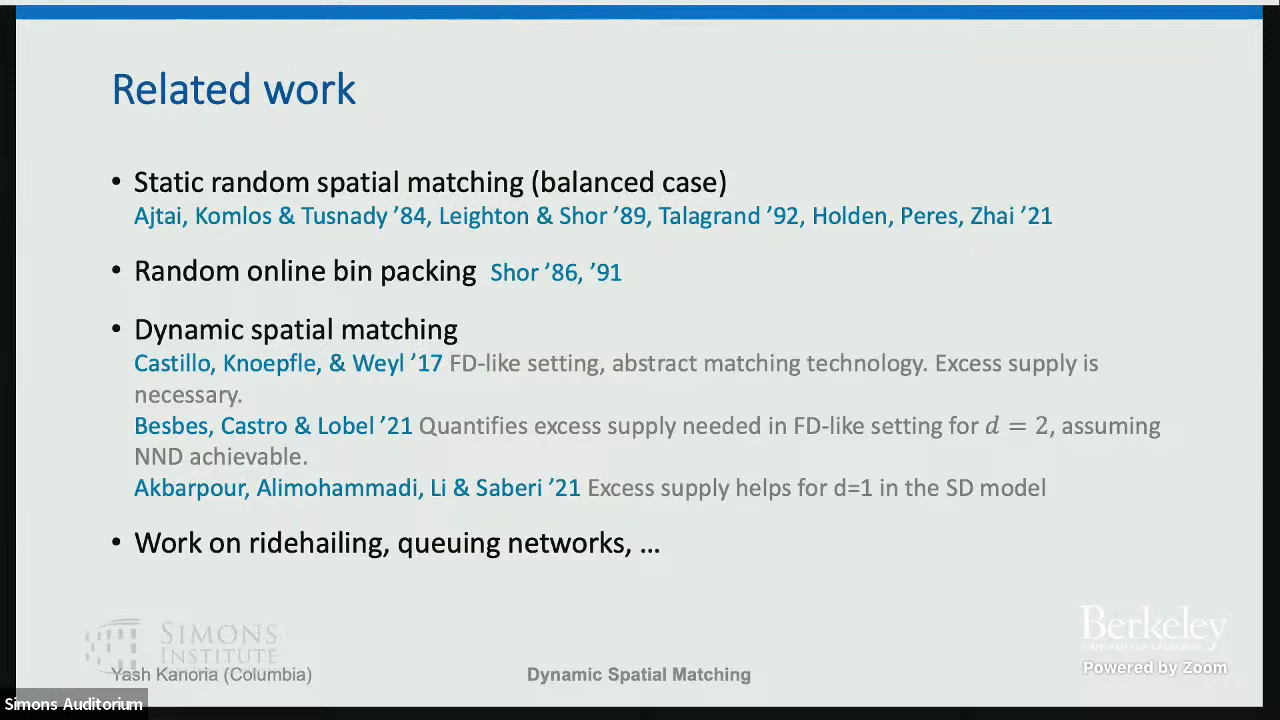 Related work
• Static random spatial matching (balanced case)
Ajtai, Komlos & Tusnady ’84, Leighton & Shor ’89, Talagrand ’92, Holden, Peres, Zhai ’21
• Random online bin packing Shor ’86, ’91
• Dynamic spatial matching
Castillo, Knoepfle, & Weyl ’17 FD-like setting, abstract matching technology. Excess supply is
necessary.
Besbes, Castro & Lobel ’21 Quantifies excess supply needed in FD-like setting for d = 2, assuming
NND achievable.
Akbarpour, Alimohammadi, Li & Saberi ’21 Excess supply helps for d=1 in the SD model
• Work on ridehailing, queuing networks, …
SIMONS
INSTITUTE
Berkeley
UNIVERSITY OF CALIFORNIA
Powered by Zoom
Yash Kanoria (Columbia)
Dynamic Spatial Matching
Simons Auditorium